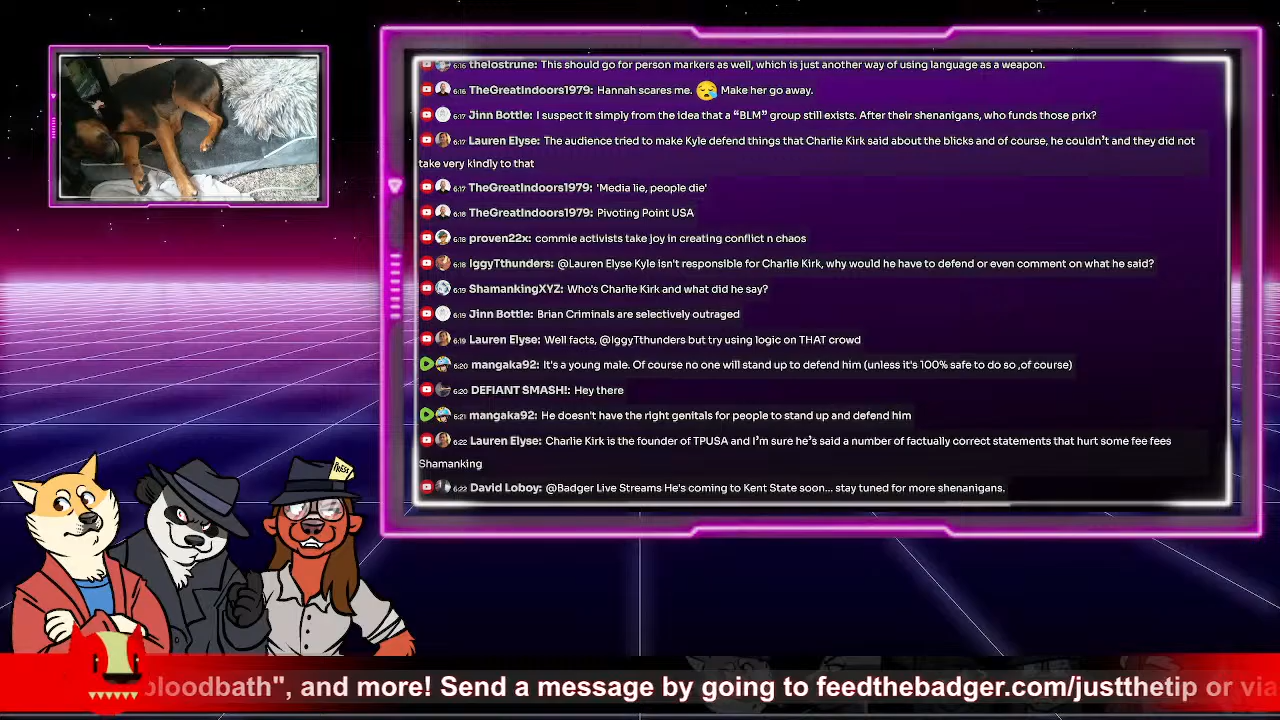 6:16 thelostrune: This should go for person markers as well, which is just another way of using language as a weapon.
6:16 TheGreatIndoors1979: Hannah scares me. 😪 Make her go away.
6:17 Jinn Bottle: I suspect it simply from the idea that a “BLM” group still exists. After their shenanigans, who funds those prix?
6:17 Lauren Elyse: The audience tried to make Kyle defend things that Charlie Kirk said about the blicks and of course, he couldn’t and they did not
take very kindly to that
6:17 TheGreatIndoors1979: 'Media lie, people die'
6:18 TheGreatIndoors1979: Pivoting Point USA
6:18 proven22x: commie activists take joy in creating conflict n chaos
6:18 IggyTthunders: @Lauren Elyse Kyle isn't responsible for Charlie Kirk, why would he have to defend or even comment on what he said?
6:19 ShamankingXYZ: Who's Charlie Kirk and what did he say?
6:19 Jinn Bottle: Brian Criminals are selectively outraged
6:19 Lauren Elyse: Well facts, @IggyTthunders but try using logic on THAT crowd
6:20 mangaka92: It's a young male. Of course no one will stand up to defend him (unless it's 100% safe to do so ,of course)
6:20 DEFIANT SMASH!: Hey there
6:21 mangaka92: He doesn't have the right genitals for people to stand up and defend him
6:22 Lauren Elyse: Charlie Kirk is the founder of TPUSA and I’m sure he’s said a number of factually correct statements that hurt some fee fees
Shamanking
6:22 David Loboy: @Badger Live Streams He's coming to Kent State soon... stay tuned for more shenanigans.
PRESS
bloodbath", and more! Send a message by going to feedthebadger.com/justthetip or via